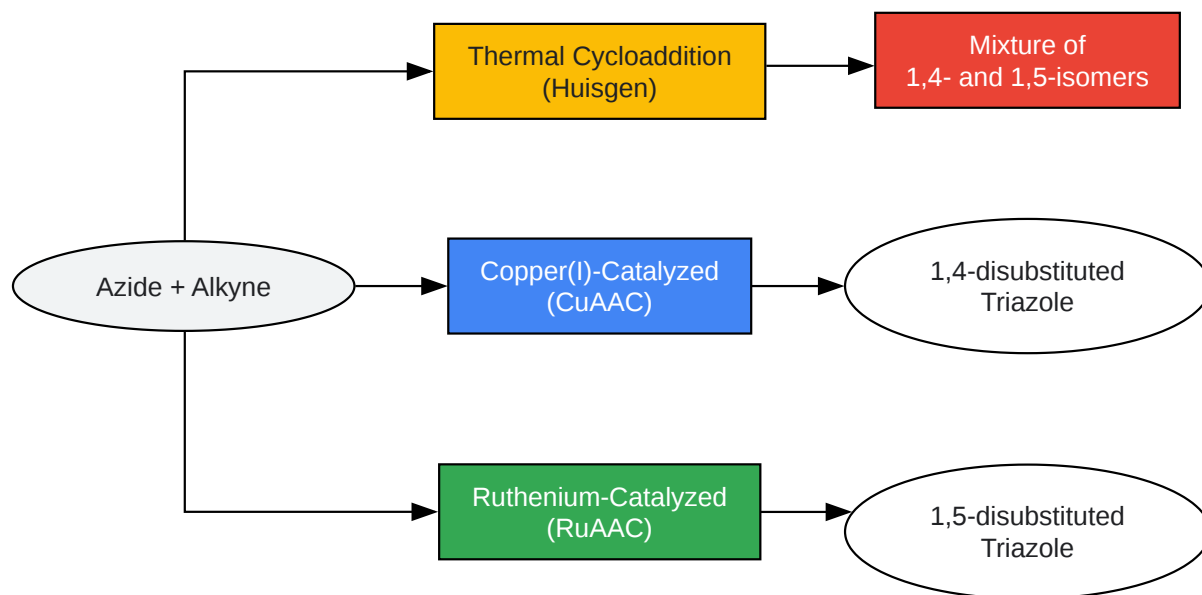 Thermal Cycloaddition
(Huisgen)
Mixture of
1,4- and 1,5-isomers
Azide + Alkyne
Copper(I)-Catalyzed
(CuAAC)
1,4-disubstituted
Triazole
Ruthenium-Catalyzed
(RuAAC)
1,5-disubstituted
Triazole